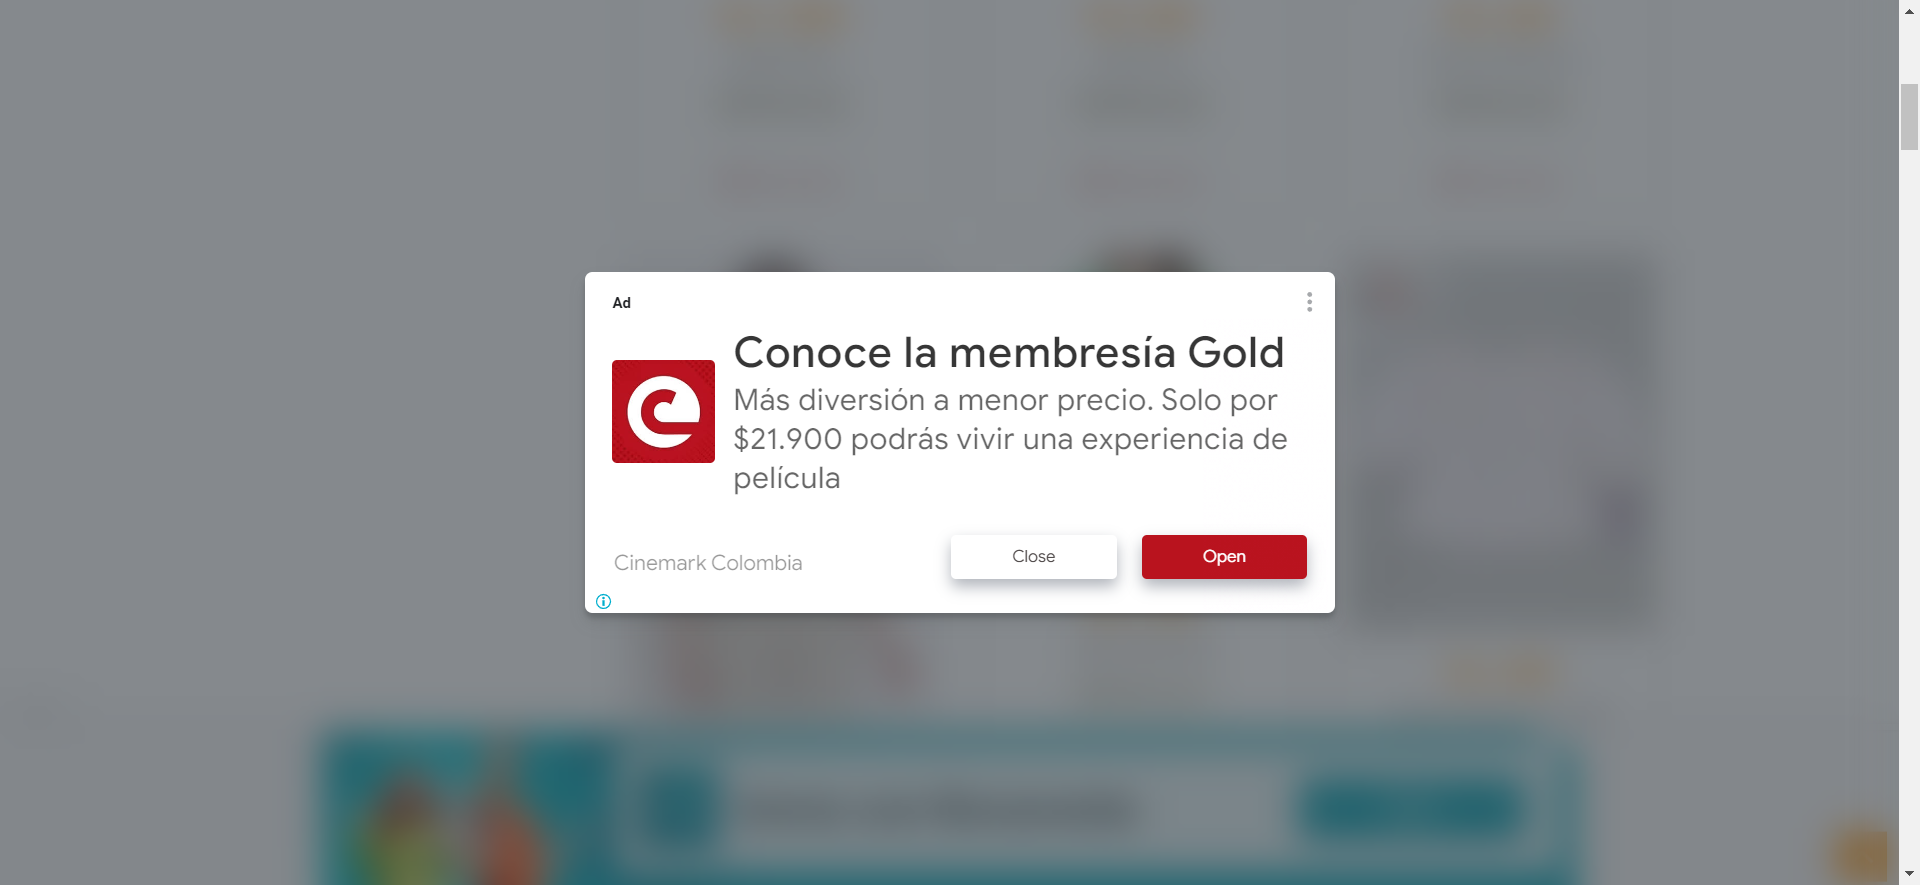 Ad
Conoce la membresía Gold
Más diversión a menor precio. Solo por
$21.900 podrás vivir una experiencia de
película
Cinemark Colombia
Close
Open